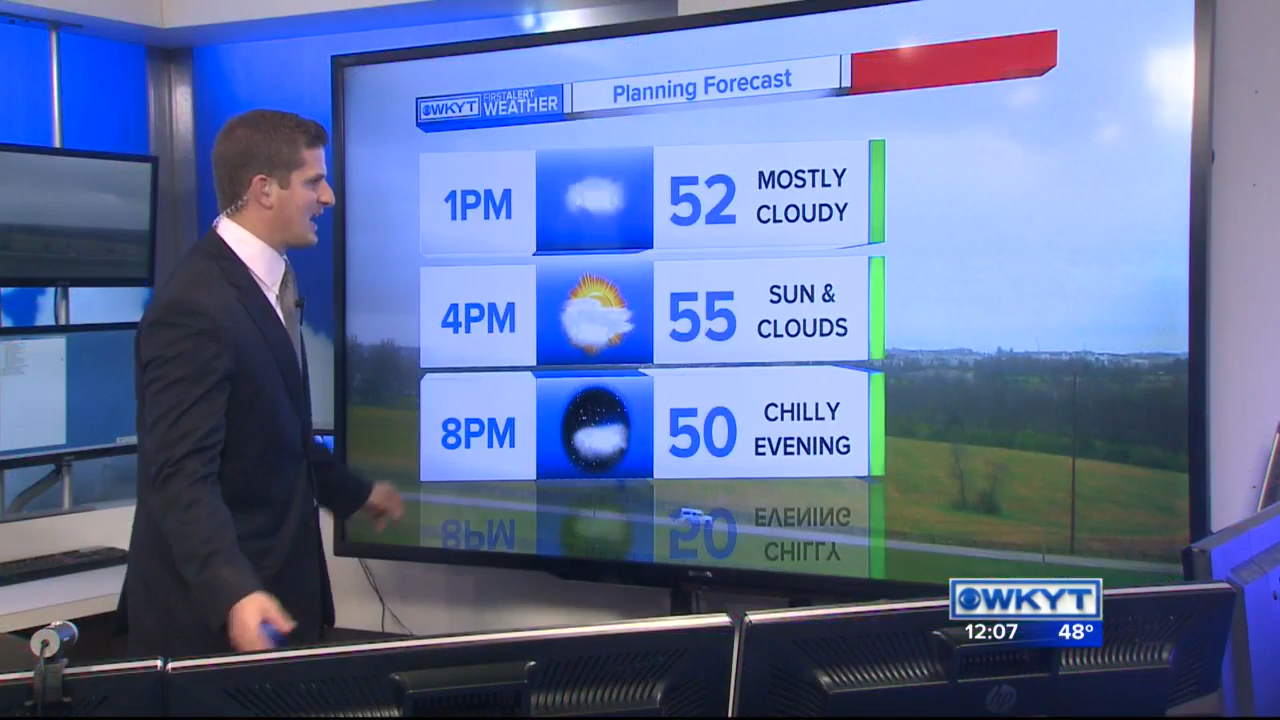 WKYT FIRST ALERT WEATHER Planning Forecast
1PM 52 MOSTLY CLOUDY
4PM 55 SUN & CLOUDS
8PM 50 CHILLY EVENING
WKYT
12:07 48°
hp